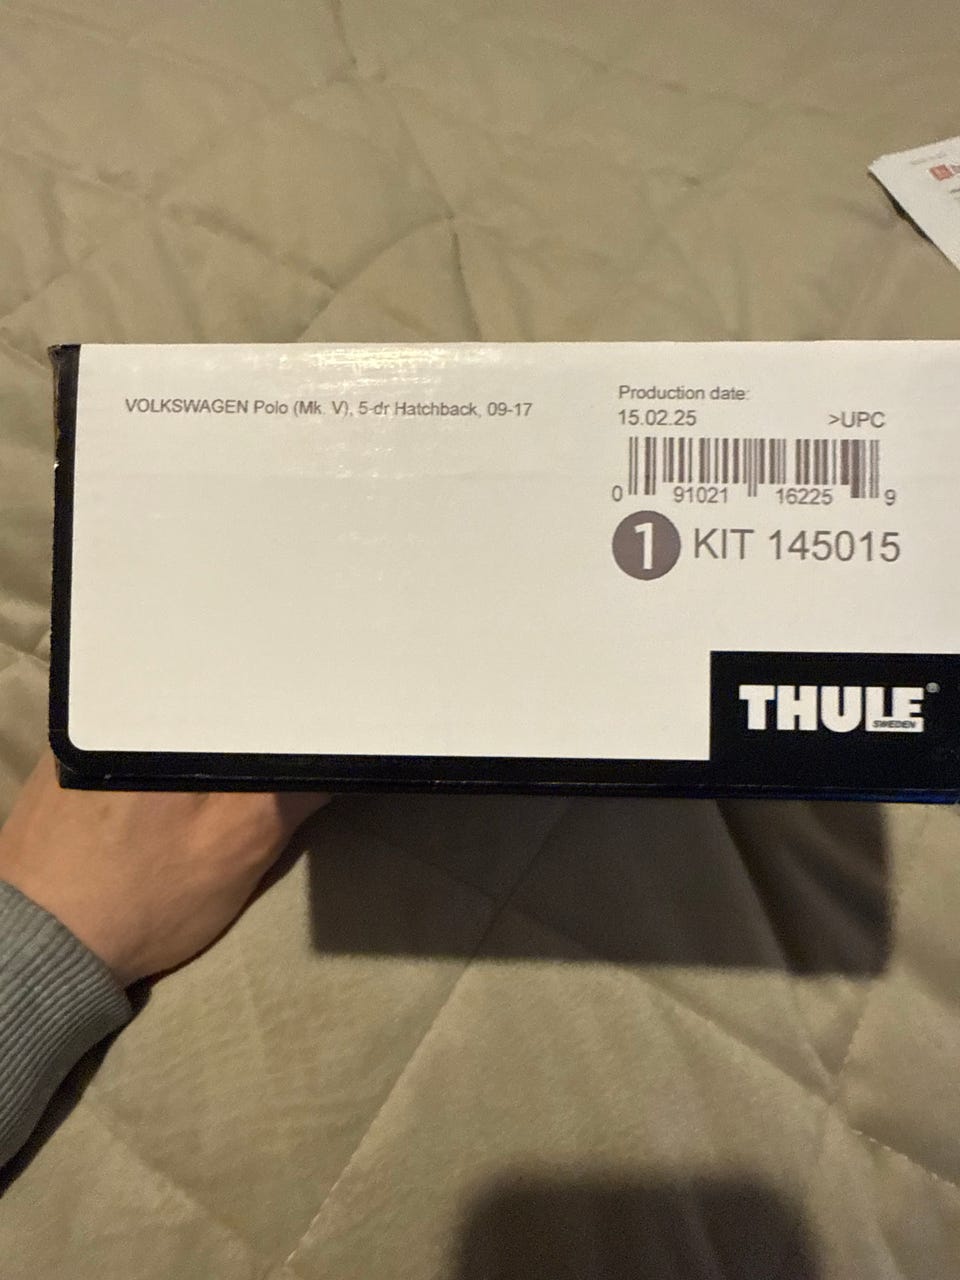 VOLKSWAGEN Polo (Mk. V), 5-dr Hatchback, 09-17
Production date:
15.02.25 >UPC
0 91021 16225 9
1 KIT 145015
THULE®
SWEDEN